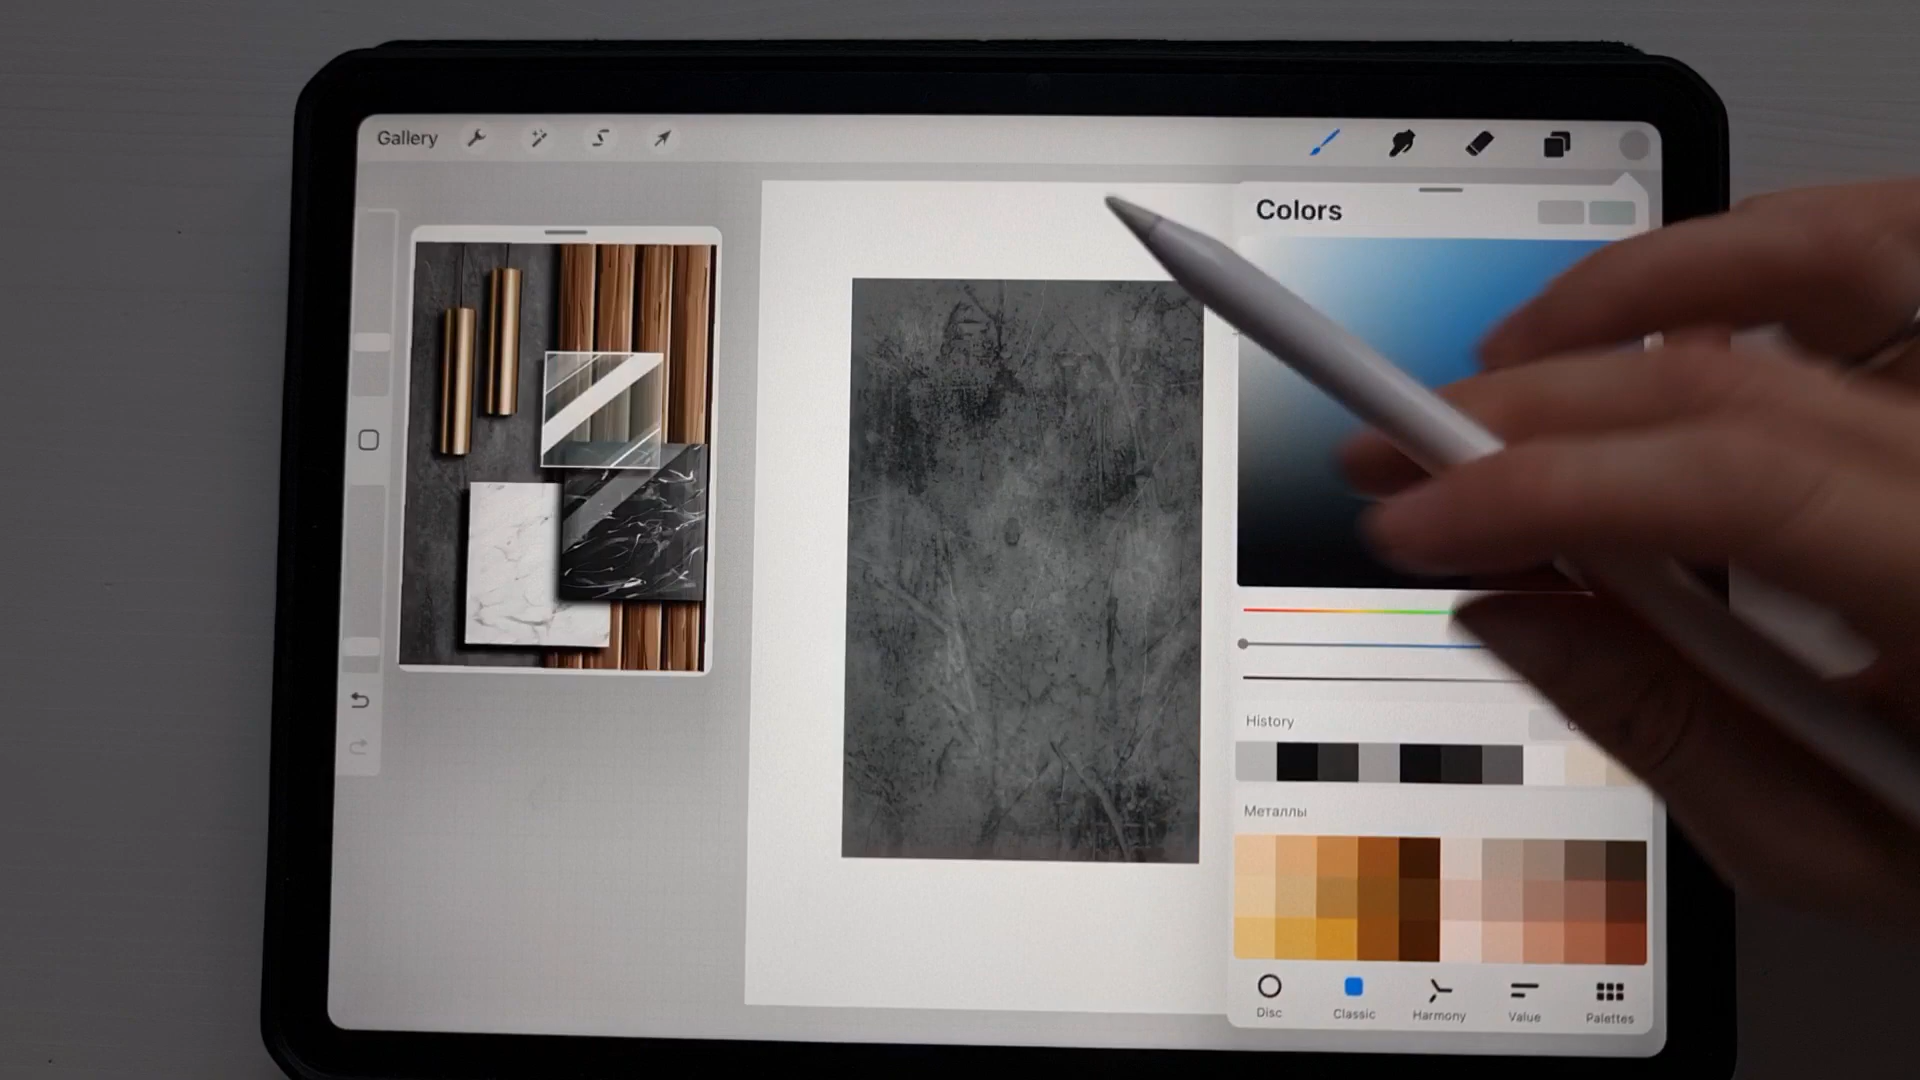 Gallery
Colors
History
Металлы
Disc
Classic
Harmony
Value
Palettes